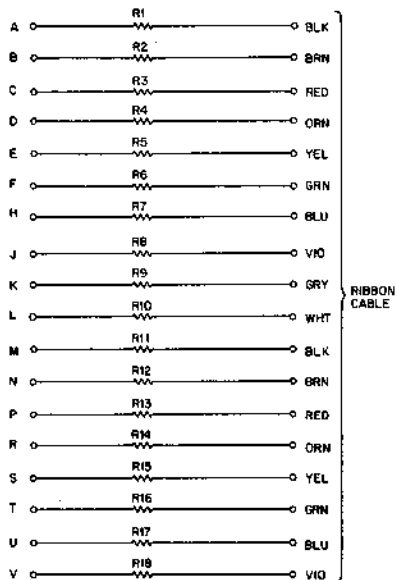 A R1 BLK
B R2 BRN
C R3 RED
D R4 ORN
E R5 YEL
F R6 GRN
H R7 BLU
J R8 VIO
K R9 GRY
L R10 WHT
RIBBON
CABLE
M R11 BLK
N R12 BRN
P R13 RED
R R14 ORN
S R15 YEL
T R16 GRN
U R17 BLU
V R18 VIO